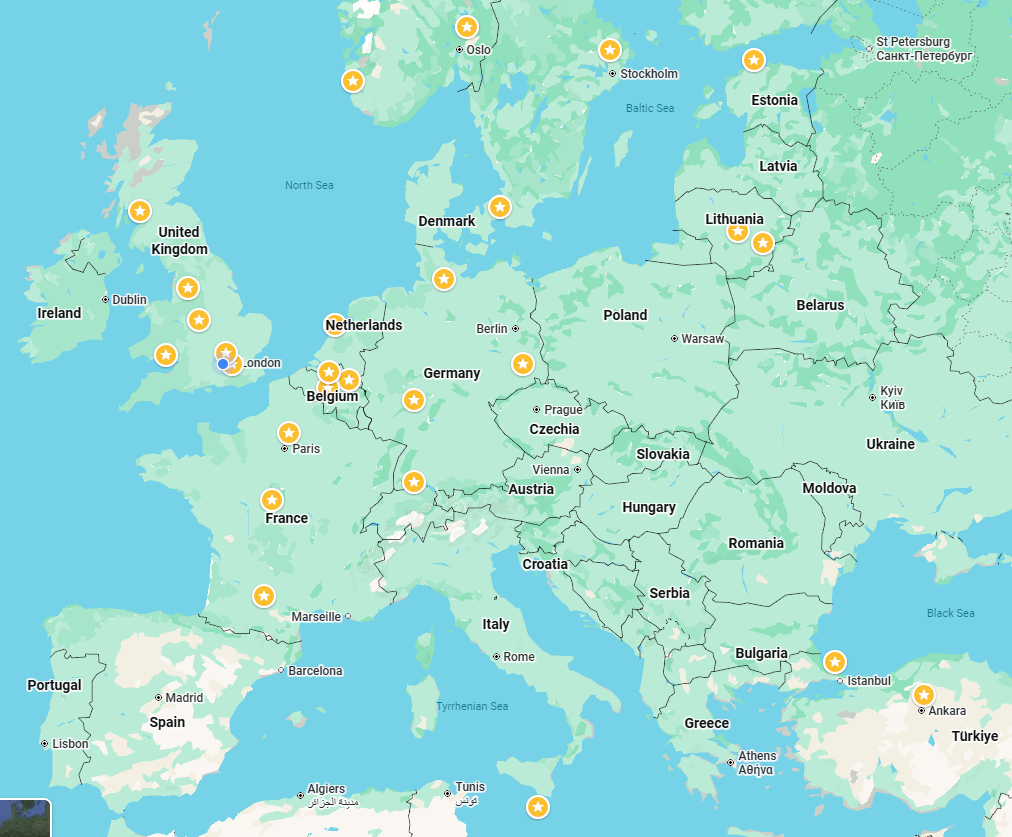 Oslo
St Petersburg
Санкт-Петербург
Stockholm
Estonia
Baltic Sea
Latvia
North Sea
Denmark
Lithuania
United
Kingdom
Dublin
Ireland
Netherlands
Berlin
Poland
Belarus
Warsaw
London
Germany
Belgium
Prague
Czechia
Kyiv
Київ
Ukraine
Paris
Slovakia
Vienna
Austria
Moldova
Hungary
France
Romania
Croatia
Serbia
Marseille
Italy
Black Sea
Rome
Bulgaria
Barcelona
Portugal
Istanbul
Madrid
Tyrrhenian Sea
Spain
Greece
Ankara
Türkiye
Lisbon
Athens
Αθήνα
Algiers
مدينة الجزائر
Tunis
تونس